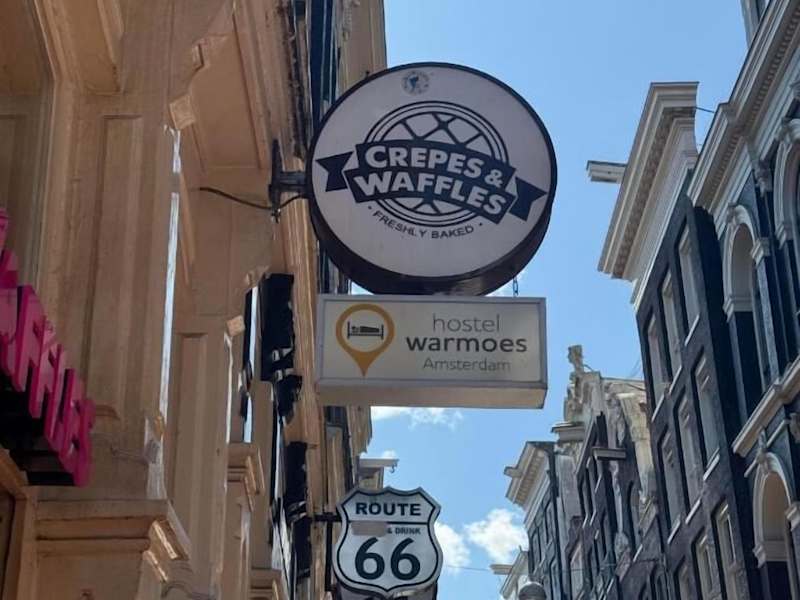 CREPES &
WAFFLES
• FRESHLY BAKED •
hostel
warmoes
Amsterdam
ROUTE
& DRINK
66